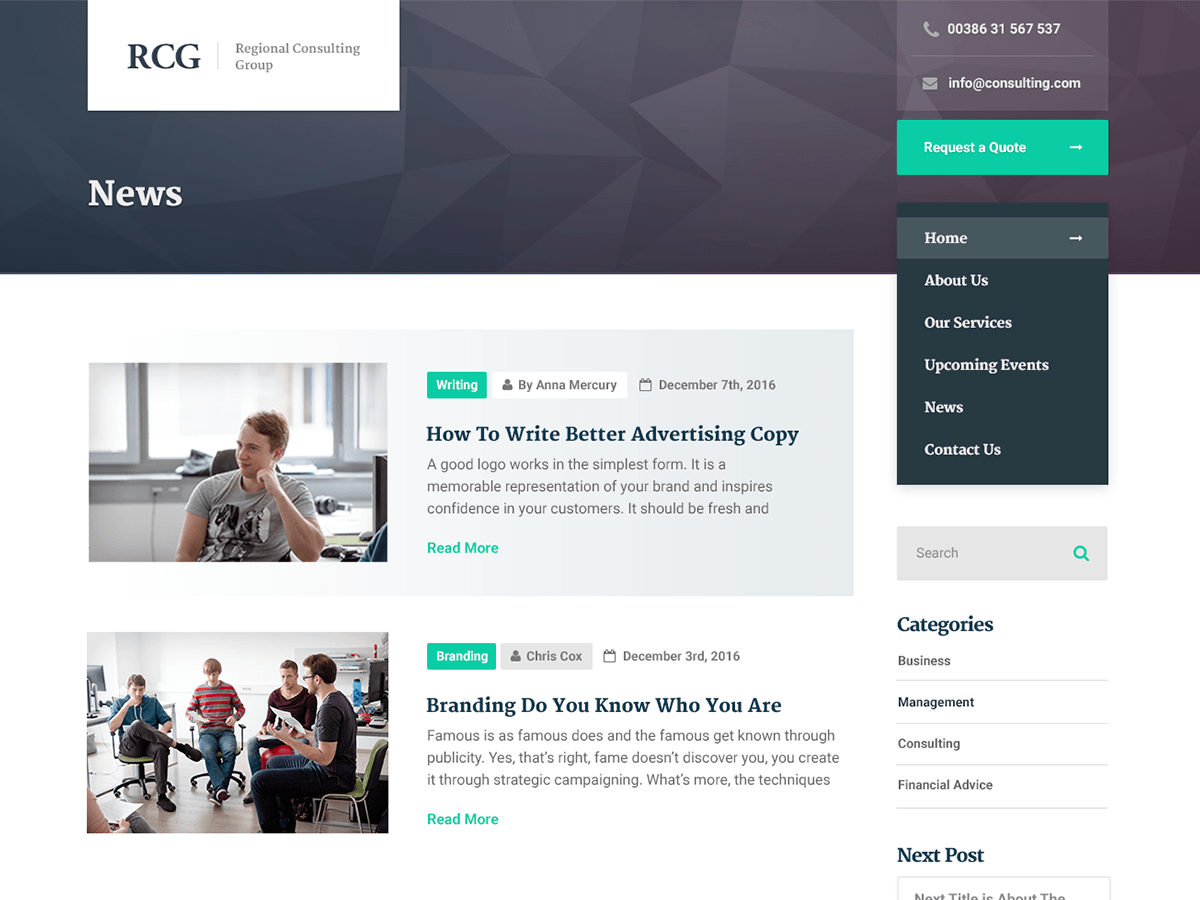 RCG
Regional Consulting
Group
00386 31 567 537
info@consulting.com
Request a Quote
News
Home
About Us
Our Services
Upcoming Events
News
Contact Us
Writing
By Anna Mercury
December 7th, 2016
How To Write Better Advertising Copy
A good logo works in the simplest form. It is a
memorable representation of your brand and inspires
confidence in your customers. It should be fresh and
Read More
Branding
Chris Cox
December 3rd, 2016
Branding Do You Know Who You Are
Famous is as famous does and the famous get known through
publicity. Yes, that’s right, fame doesn’t discover you, you create
it through strategic campaigning. What’s more, the techniques
Read More
Search
Categories
Business
Management
Consulting
Financial Advice
Next Post
Next Title is About The